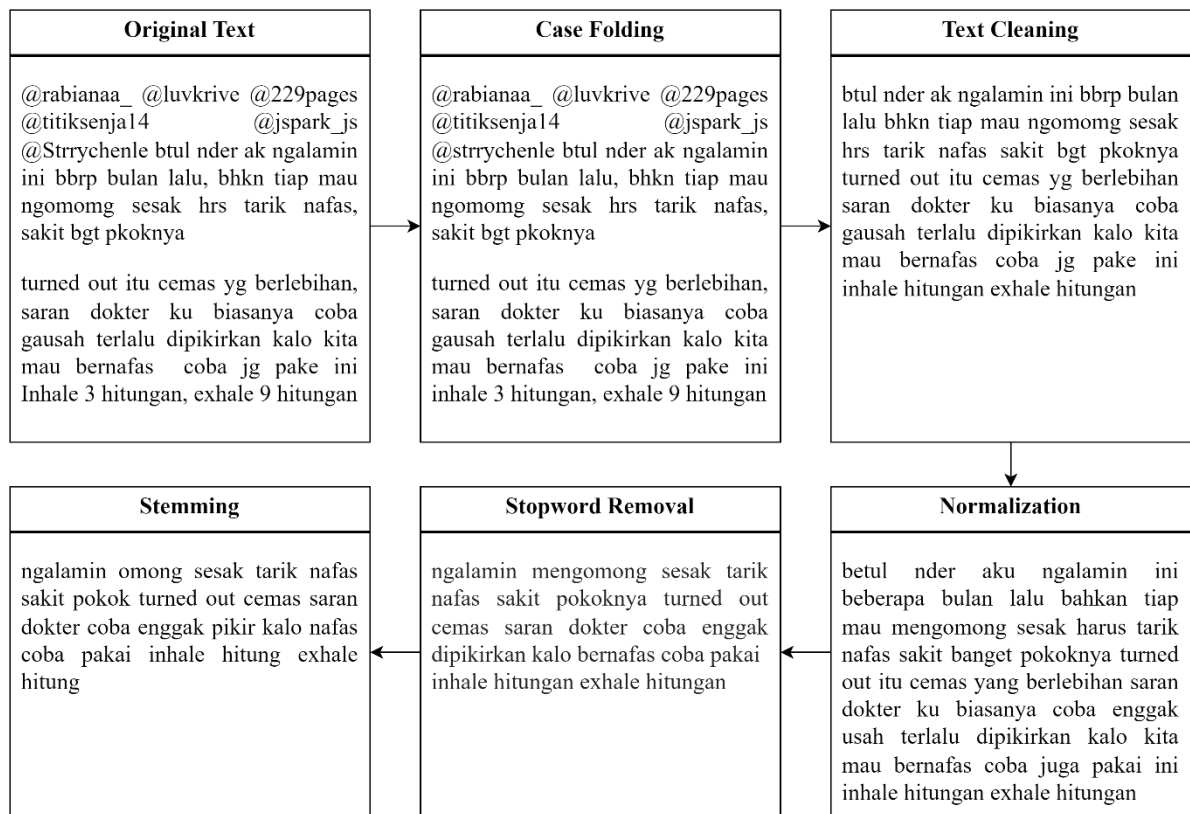 Original Text
@rabianaa_ @luvkrive @229pages
@titiksenja14 @jspark_js
@Strrychenle btul nder ak ngalamin
ini bbrp bulan lalu, bhkn tiap mau
ngomomg sesak hrs tarik nafas,
sakit bgt pkoknya
turned out itu cemas yg berlebihan,
saran dokter ku biasanya coba
gausah terlalu dipikirkan kalo kita
mau bernafas coba jg pake ini
Inhale 3 hitungan, exhale 9 hitungan
Case Folding
@rabianaa_ @luvkrive @229pages
@titiksenja14 @jspark_js
@strrychenle btul nder ak ngalamin
ini bbrp bulan lalu, bhkn tiap mau
ngomomg sesak hrs tarik nafas,
sakit bgt pkoknya
turned out itu cemas yg berlebihan,
saran dokter ku biasanya coba
gausah terlalu dipikirkan kalo kita
mau bernafas coba jg pake ini
inhale 3 hitungan, exhale 9 hitungan
Text Cleaning
btul nder ak ngalamin ini bbrp bulan
lalu bhkn tiap mau ngomomg sesak
hrs tarik nafas sakit bgt pkoknya
turned out itu cemas yg berlebihan
saran dokter ku biasanya coba
gausah terlalu dipikirkan kalo kita
mau bernafas coba jg pake ini
inhale hitungan exhale hitungan
Normalization
betul nder aku ngalamin ini
beberapa bulan lalu bahkan tiap
mau mengomong sesak harus tarik
nafas sakit banget pokoknya turned
out itu cemas yang berlebihan saran
dokter ku biasanya coba enggak
usah terlalu dipikirkan kalo kita
mau bernafas coba juga pakai ini
inhale hitungan exhale hitungan
Stopword Removal
ngalamin mengomong sesak tarik
nafas sakit pokoknya turned out
cemas saran dokter coba enggak
dipikirkan kalo bernafas coba pakai
inhale hitungan exhale hitungan
Stemming
ngalamin omong sesak tarik nafas
sakit pokok turned out cemas saran
dokter coba enggak pikir kalo nafas
coba pakai inhale hitung exhale
hitung